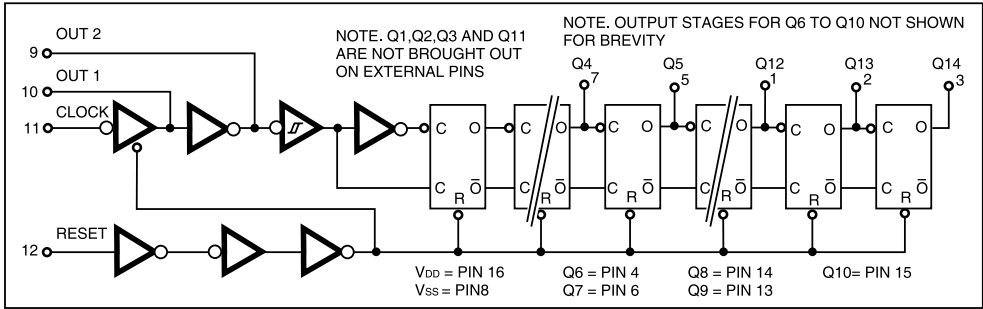 OUT 2
9
NOTE. Q1,Q2,Q3 AND Q11
ARE NOT BROUGHT OUT
ON EXTERNAL PINS
NOTE. OUTPUT STAGES FOR Q6 TO Q10 NOT SHOWN
FOR BREVITY
OUT 1
10
CLOCK
11
Q4
7
Q5
5
Q12
1
Q13
2
Q14
3
C O C O C O C O C O C O
C Ō C Ō C Ō C Ō C Ō C Ō
R R R R R R
RESET
12
VDD = PIN 16
VSS = PIN8
Q6 = PIN 4
Q7 = PIN 6
Q8 = PIN 14
Q9 = PIN 13
Q10= PIN 15